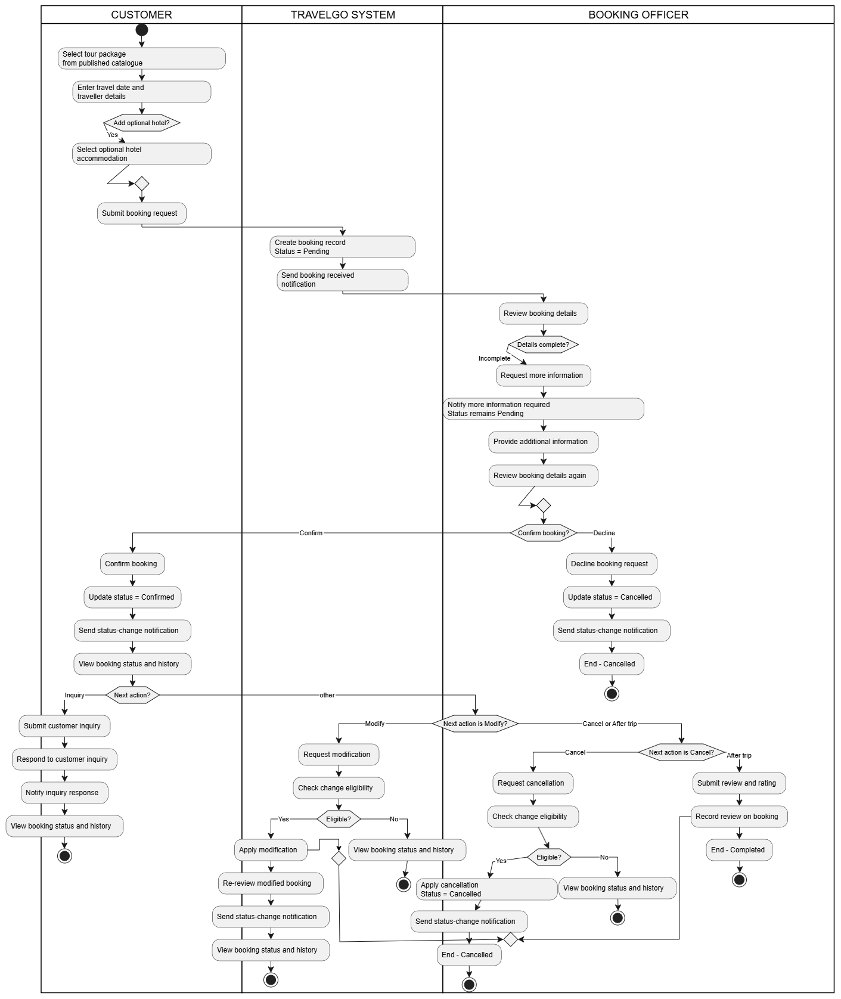 CUSTOMER
TRAVELGO SYSTEM
BOOKING OFFICER
Select tour package
from published catalogue
Enter travel date and
traveller details
Add optional hotel?
Yes
Select optional hotel
accommodation
Submit booking request
Create booking record
Status = Pending
Send booking received
notification
Review booking details
Details complete?
Incomplete
Request more information
Notify more information required
Status remains Pending
Provide additional information
Review booking details again
Confirm
Confirm booking?
Decline
Confirm booking
Decline booking request
Update status = Confirmed
Update status = Cancelled
Send status-change notification
Send status-change notification
View booking status and history
End - Cancelled
Inquiry
Next action?
other
Submit customer inquiry
Modify
Next action is Modify?
Cancel or After trip
Respond to customer inquiry
Request modification
Cancel
Next action is Cancel?
After trip
Notify inquiry response
Check change eligibility
Request cancellation
Submit review and rating
View booking status and history
Yes
Eligible?
No
Check change eligibility
Record review on booking
Apply modification
View booking status and history
Yes
Eligible?
No
End - Completed
Re-review modified booking
Apply cancellation
Status = Cancelled
View booking status and history
Send status-change notification
Send status-change notification
View booking status and history
End - Cancelled